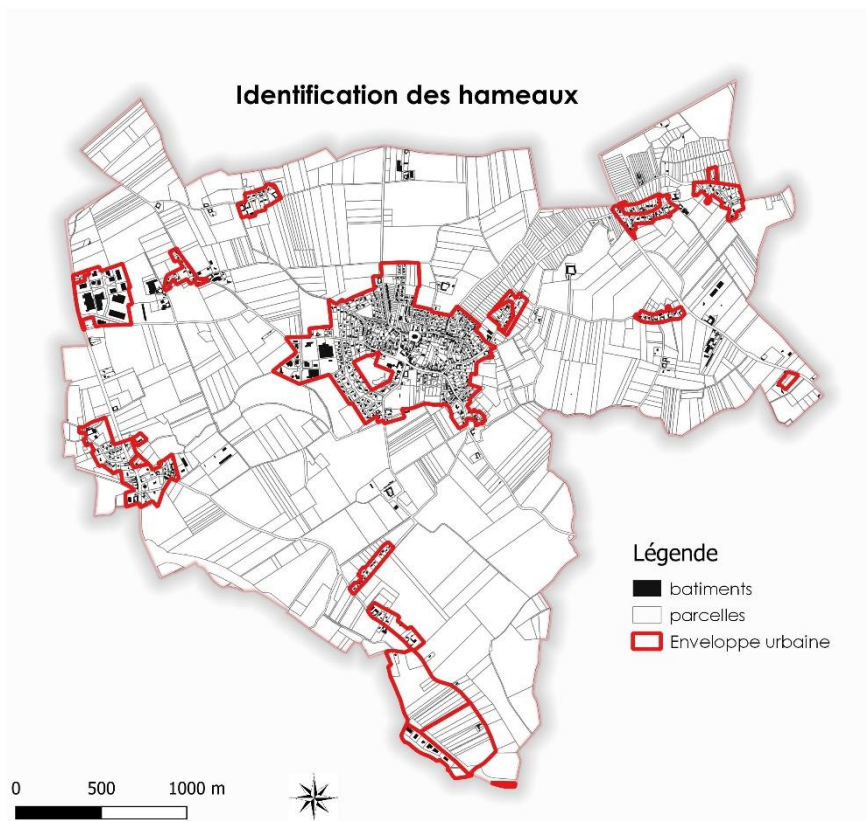 Identification des hameaux
Légende
batiments
parcelles
Enveloppe urbaine
0 500 1000 m